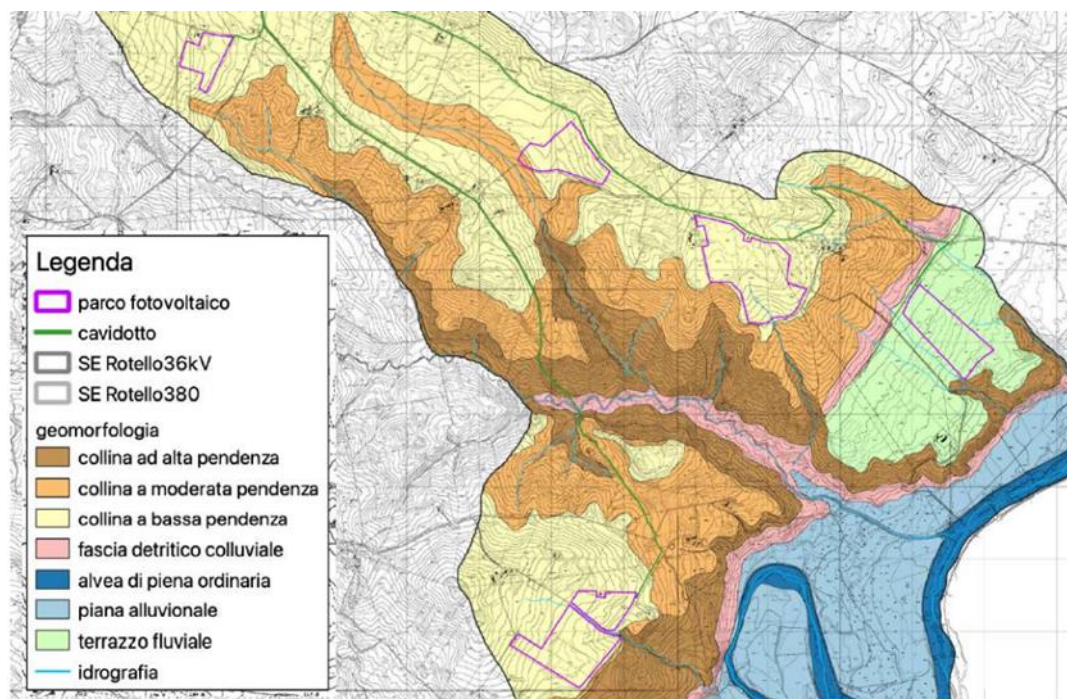 Legenda
parco fotovoltaico
cavidotto
SE Rotello36kV
SE Rotello380
geomorfologia
collina ad alta pendenza
collina a moderata pendenza
collina a bassa pendenza
fascia detritico colluviale
alvea di piena ordinaria
piana alluvionale
terrazzo fluviale
idrografia